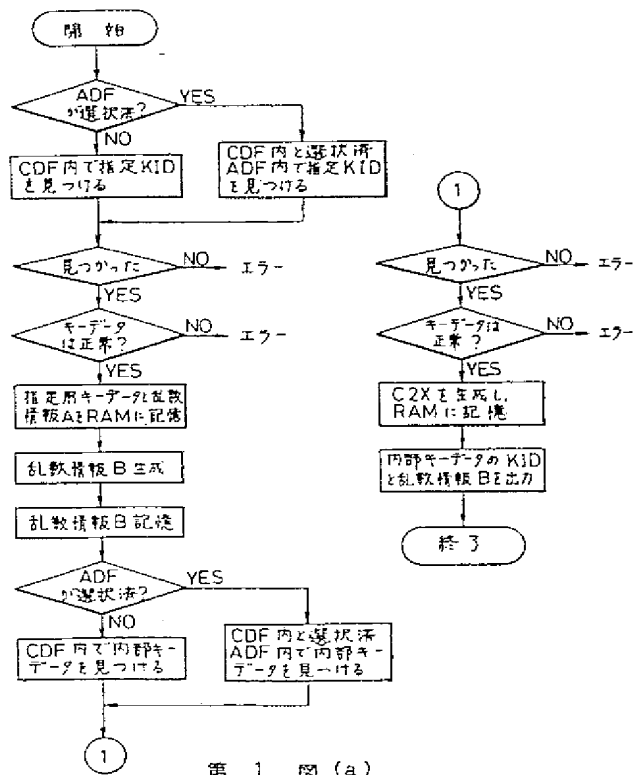 開始
ADF
が選択済?
YES
NO
CDF内で指定KID
を見つける
CDF内と選択済
ADF内で指定KID
を見つける
見つかった
NO
エラー
YES
キーデータ
は正常?
NO
エラー
YES
指定用キーデータと乱数
情報AをRAMに記憶
乱数情報B生成
乱数情報B記憶
ADF
が選択済?
YES
NO
CDF内で内部キー
データを見つける
CDF内と選択済
ADF内で内部キー
データを見つける
1
1
見つかった
NO
エラー
YES
キーデータは
正常?
NO
エラー
YES
C2Xを生成し
RAMに記憶
内部キーデータのKID
と乱数情報Bを出力
終了
第1図(a)